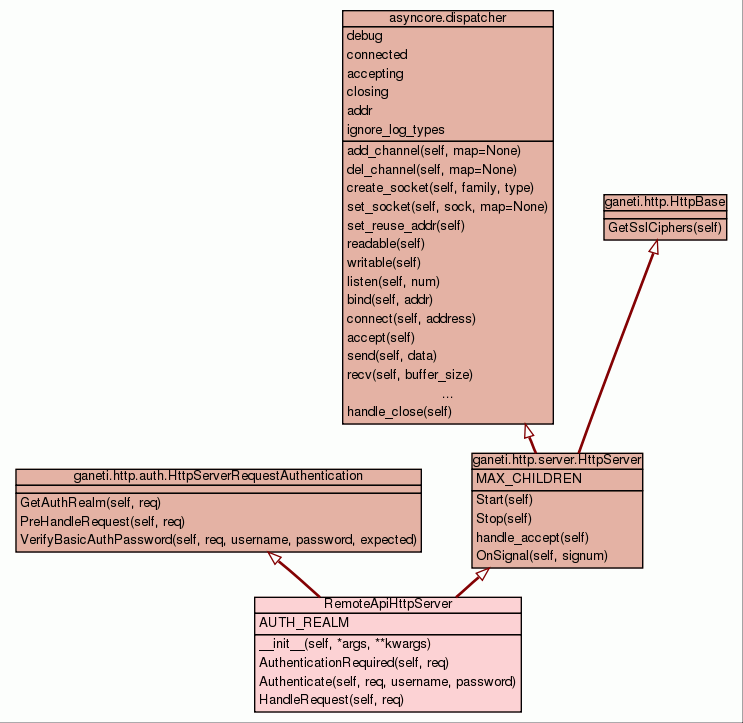 asyncore.dispatcher
debug
connected
accepting
closing
addr
ignore_log_types
add_channel(self, map=None)
del_channel(self, map=None)
create_socket(self, family, type)
set_socket(self, sock, map=None)
set_reuse_addr(self)
readable(self)
writable(self)
listen(self, num)
bind(self, addr)
connect(self, address)
accept(self)
send(self, data)
recv(self, buffer_size)
...
handle_close(self)
ganeti.http.HttpBase
GetSslCiphers(self)
ganeti.http.auth.HttpServerRequestAuthentication
GetAuthRealm(self, req)
PreHandleRequest(self, req)
VerifyBasicAuthPassword(self, req, username, password, expected)
ganeti.http.server.HttpServer
MAX_CHILDREN
Start(self)
Stop(self)
handle_accept(self)
OnSignal(self, signum)
RemoteApiHttpServer
AUTH_REALM
__init__(self, *args, **kwargs)
AuthenticationRequired(self, req)
Authenticate(self, req, username, password)
HandleRequest(self, req)